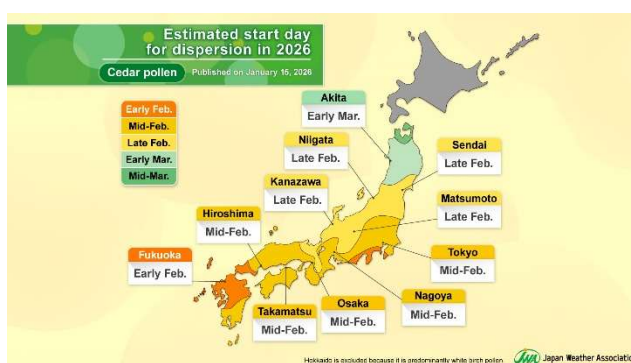 Estimated start day
for dispersion in 2026
Cedar pollen
Published on January 15, 2026
Early Feb.
Mid-Feb.
Late Feb.
Early Mar.
Mid-Mar.
Akita
Early Mar.
Niigata
Late Feb.
Sendai
Late Feb.
Kanazawa
Late Feb.
Matsumoto
Late Feb.
Hiroshima
Mid-Feb.
Tokyo
Mid-Feb.
Fukuoka
Early Feb.
Nagoya
Mid-Feb.
Osaka
Mid-Feb.
Takamatsu
Mid-Feb.
Hokkaido is excluded because it is predominantly white birch pollen
JWA Japan Weather Associatio